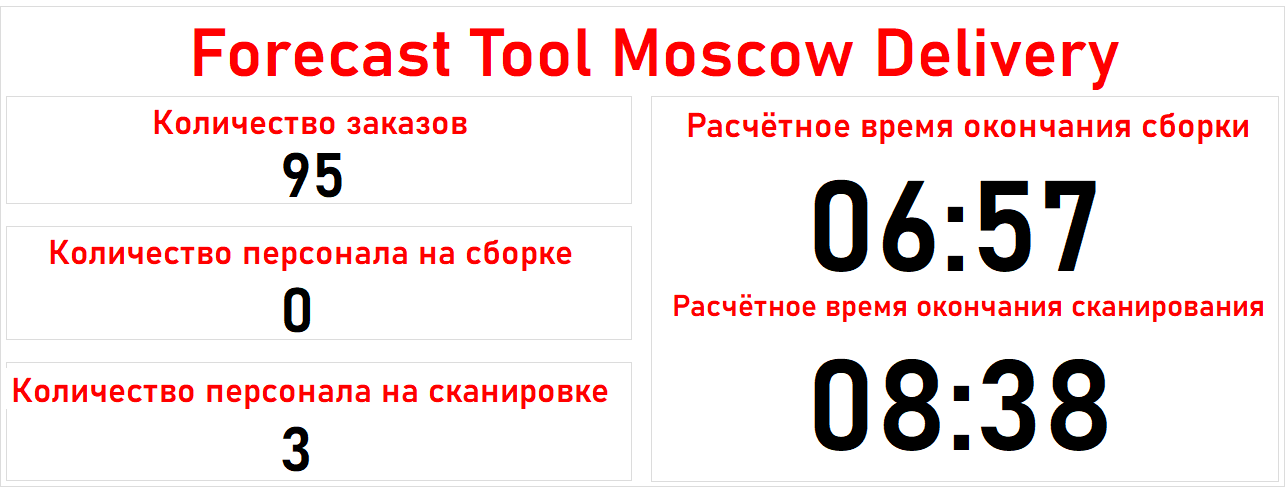 Forecast Tool Moscow Delivery
Количество заказов
95
Количество персонала на сборке
0
Количество персонала на сканировке
3
Расчётное время окончания сборки
06:57
Расчётное время окончания сканирования
08:38